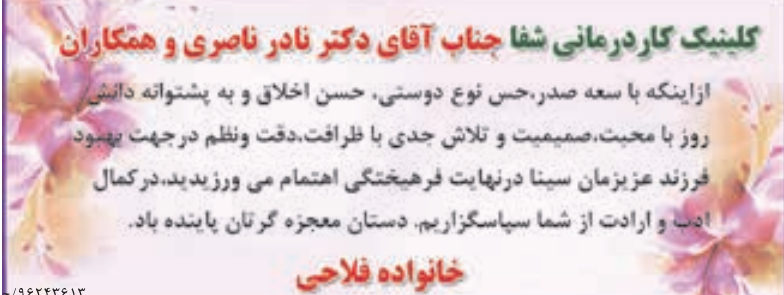 کلینیک کاردرمانی شفا جناب آقای دکتر نادر ناصری و همکاران
ازاینکه با سعه صدر،حس نوع دوستی، حسن اخلاق و به پشتوانه دانش
روز با محبت،صمیمیت و تلاش جدی با ظرافت،دقت ونظم درجهت بهبود
فرزند عزیزمان سینا درنهایت فرهیختگی اهتمام می ورزیدید،درکمال
ادب و ارادت از شما سپاسگزاریم. دستان معجزه گرتان پاینده باد.
خانواده فلاحی
/۹۶۲۴۳۶۱۳